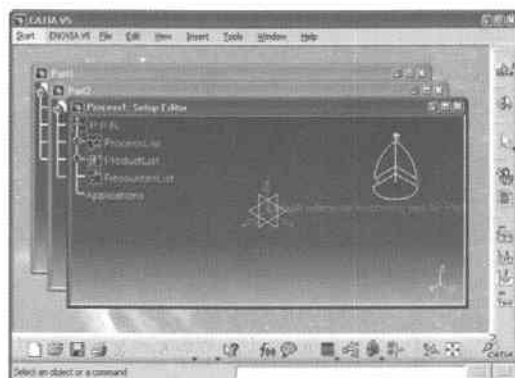 CATIA V5
Start ENOVIA V5 File Edit View Insert Tools Window Help
Part1
Part2
Process1: Setup Editor
P.P.R.
ProcessList
ProductList
ResourcesList
Applications
CATIA
Select an object or a command